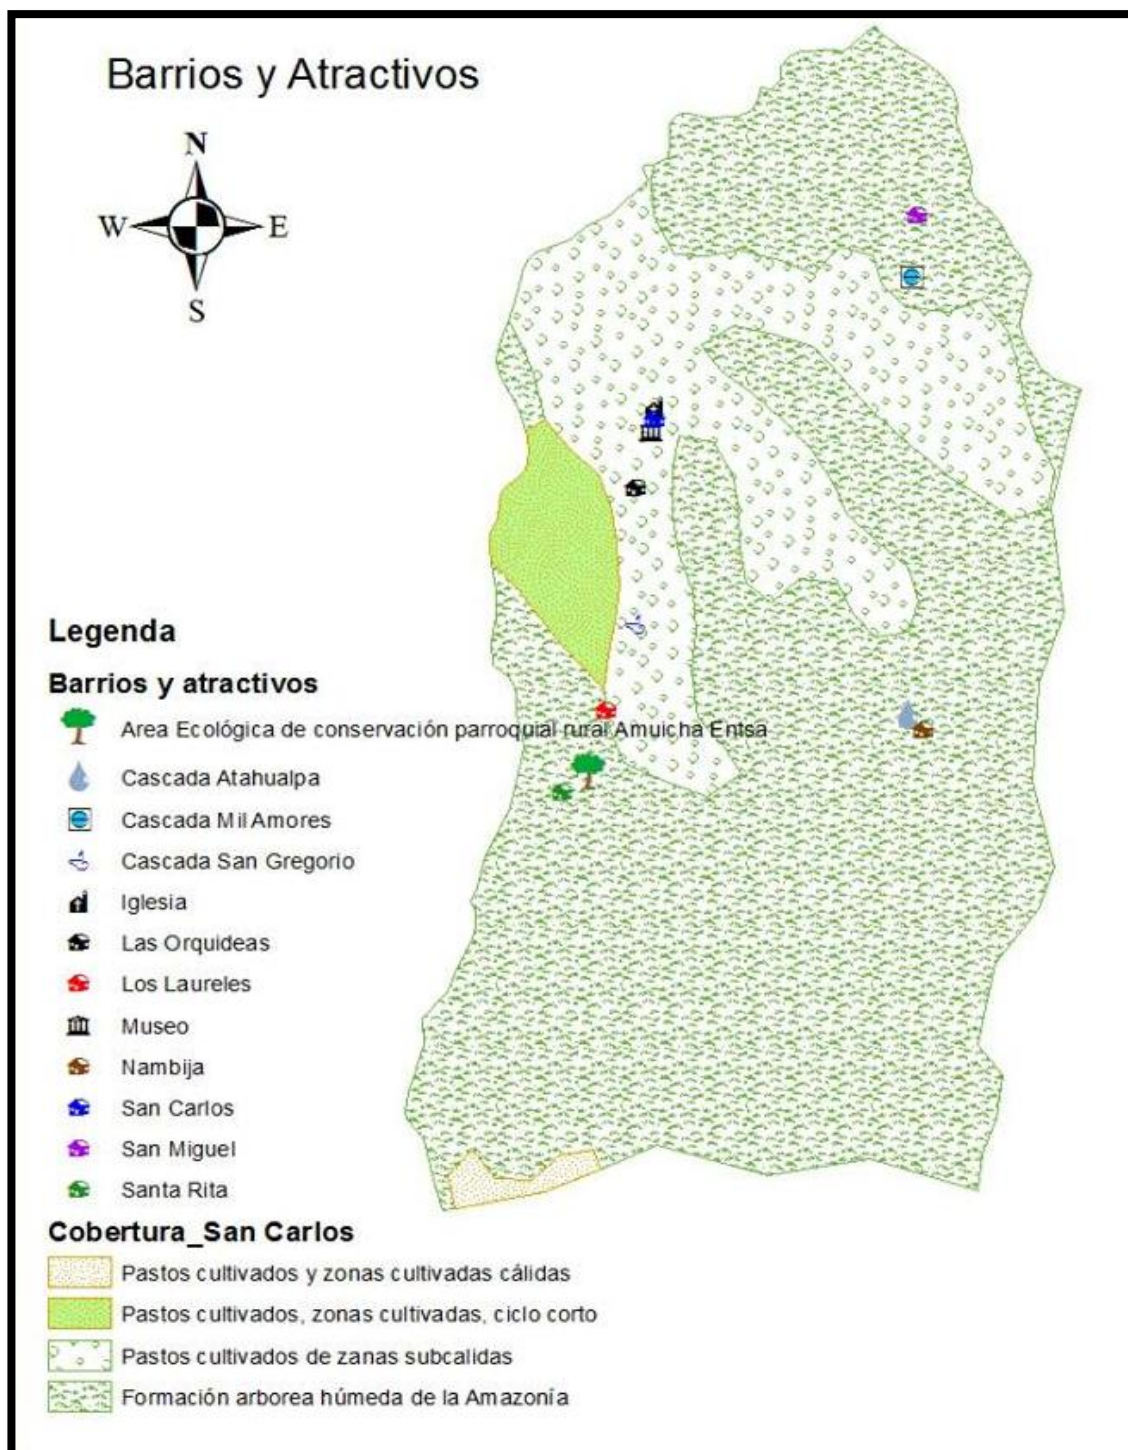 Barrios y Atractivos
N
W E
S
Legenda
Barrios y atractivos
Area Ecológica de conservación parroquial rural Amuicha Entsa
Cascada Atahualpa
Cascada Mil Amores
Cascada San Gregorio
Iglesia
Las Orquideas
Los Laureles
Museo
Nambija
San Carlos
San Miguel
Santa Rita
Cobertura_San Carlos
Pastos cultivados y zonas cultivadas cálidas
Pastos cultivados, zonas cultivadas, ciclo corto
Pastos cultivados de zanas subcalidas
Formación arborea húmeda de la Amazonía